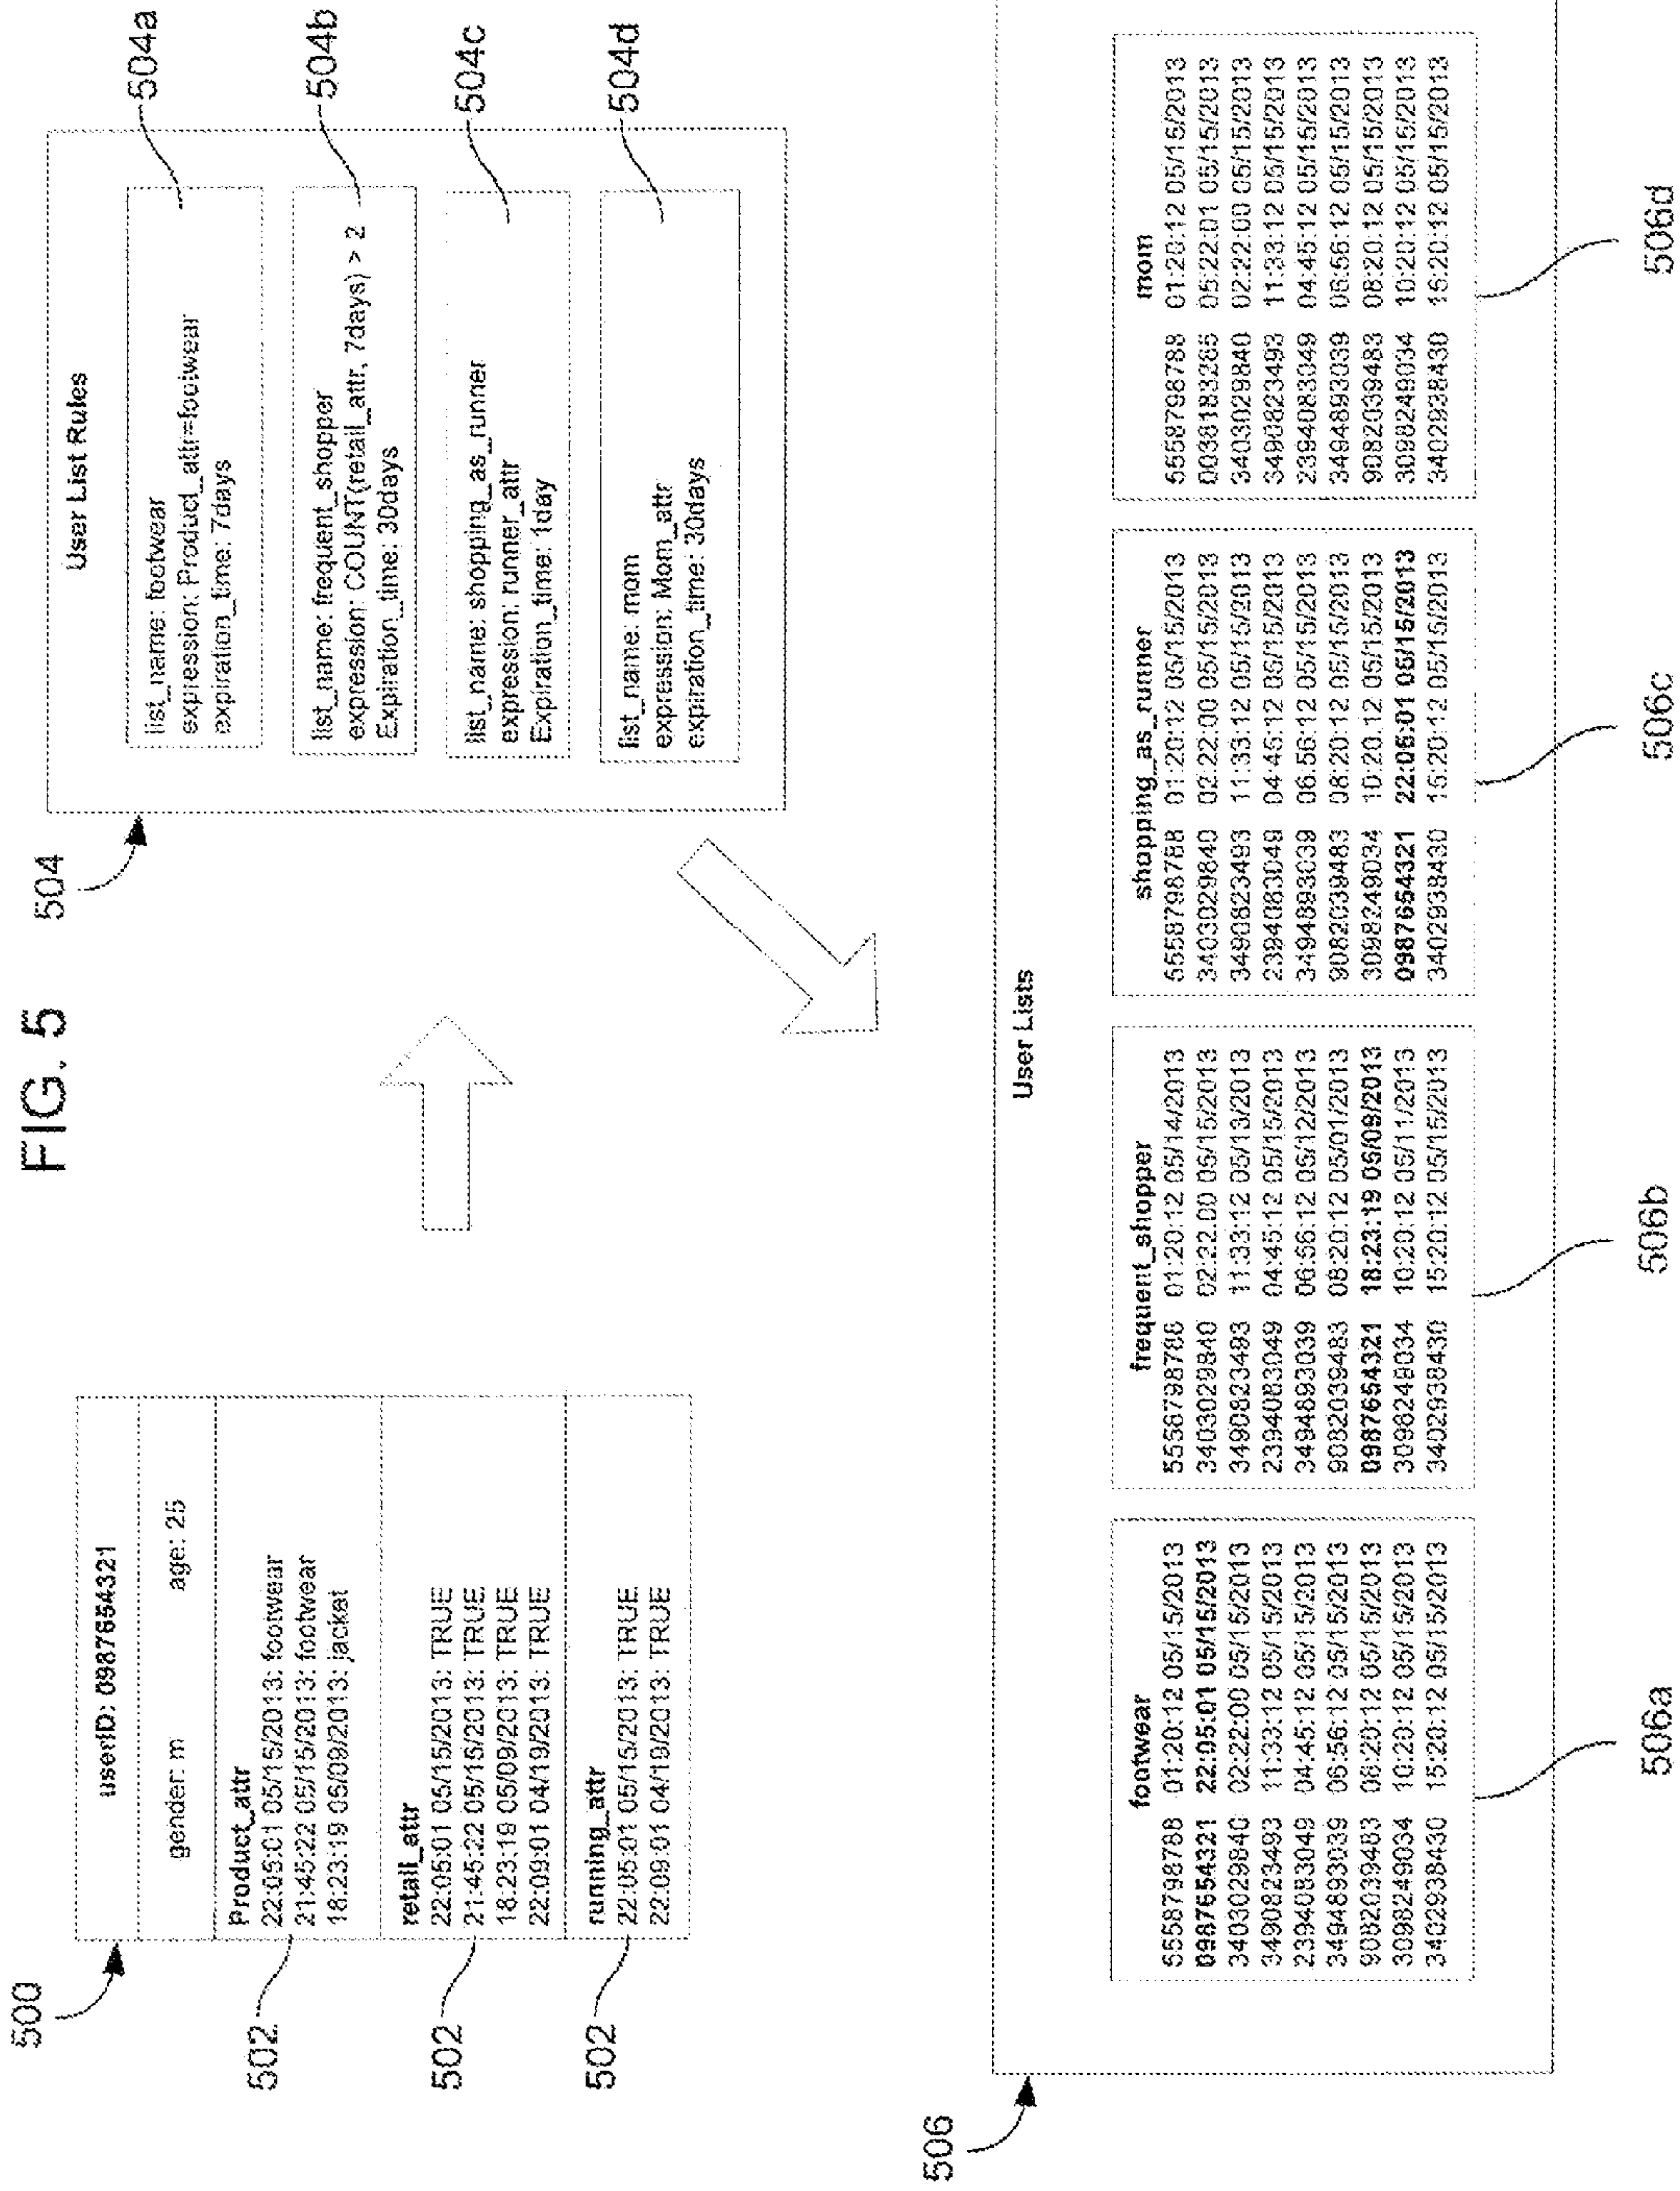 FIG. 5
500
userID: 0987654321
gender: m age: 25
Product_attr
22:05:01 05/15/2013: footwear
21:45:22 05/15/2013: footwear
18:23:19 05/09/2013: jacket
502
retail_attr
22:05:01 05/15/2013: TRUE
21:45:22 05/15/2013: TRUE
18:23:19 05/09/2013: TRUE
22:09:01 04/19/2013: TRUE
502
running_attr
22:05:01 05/15/2013: TRUE
22:09:01 04/19/2013: TRUE
502
504
User List Rules
list_name: footwear
expression: Product_attr=footwear
expiration_time: 7days
504a
list_name: frequent_shopper
expression: COUNT(retail_attr, 7days) > 2
Expiration_time: 30days
504b
list_name: shopping_as_runner
expression: runner_attr
Expiration_time: 1day
504c
list_name: mom
expression: Mom_attr
expiration_time: 30days
504d
506
User Lists
footwear
5558798788 01:20:12 05/15/2013
0987654321 22:05:01 05/15/2013
3403029840 02:22:00 05/15/2013
3490823493 11:33:12 05/15/2013
2394083049 04:45:12 05/15/2013
3494893039 06:56:12 05/15/2013
9082039483 08:20:12 05/15/2013
3098249034 10:20:12 05/15/2013
3402938430 15:20:12 05/15/2013
506a
frequent_shopper
5558798788 01:20:12 05/14/2013
3403029840 02:22:00 05/15/2013
3490823493 11:33:12 05/13/2013
2394083049 04:45:12 05/15/2013
3494893039 06:56:12 05/12/2013
9082039483 08:20:12 05/01/2013
0987654321 18:23:19 05/09/2013
3098249034 10:20:12 05/11/2013
3402938430 15:20:12 05/15/2013
506b
shopping_as_runner
5558798788 01:20:12 05/15/2013
3403029840 02:22:00 05/15/2013
3490823493 11:33:12 05/15/2013
2394083049 04:45:12 05/15/2013
3494893039 06:56:12 05/15/2013
9082039483 08:20:12 05/15/2013
3098249034 10:20:12 05/15/2013
0987654321 22:05:01 05/15/2013
3402938430 15:20:12 05/15/2013
506c
mom
5558798788 01:20:12 05/15/2013
0038183265 05:22:01 05/15/2013
3403029840 02:22:00 05/15/2013
3490823493 11:33:12 05/15/2013
2394083049 04:45:12 05/15/2013
3494893039 06:56:12 05/15/2013
9082039483 08:20:12 05/15/2013
3098249034 10:20:12 05/15/2013
3402938430 15:20:12 05/15/2013
506d